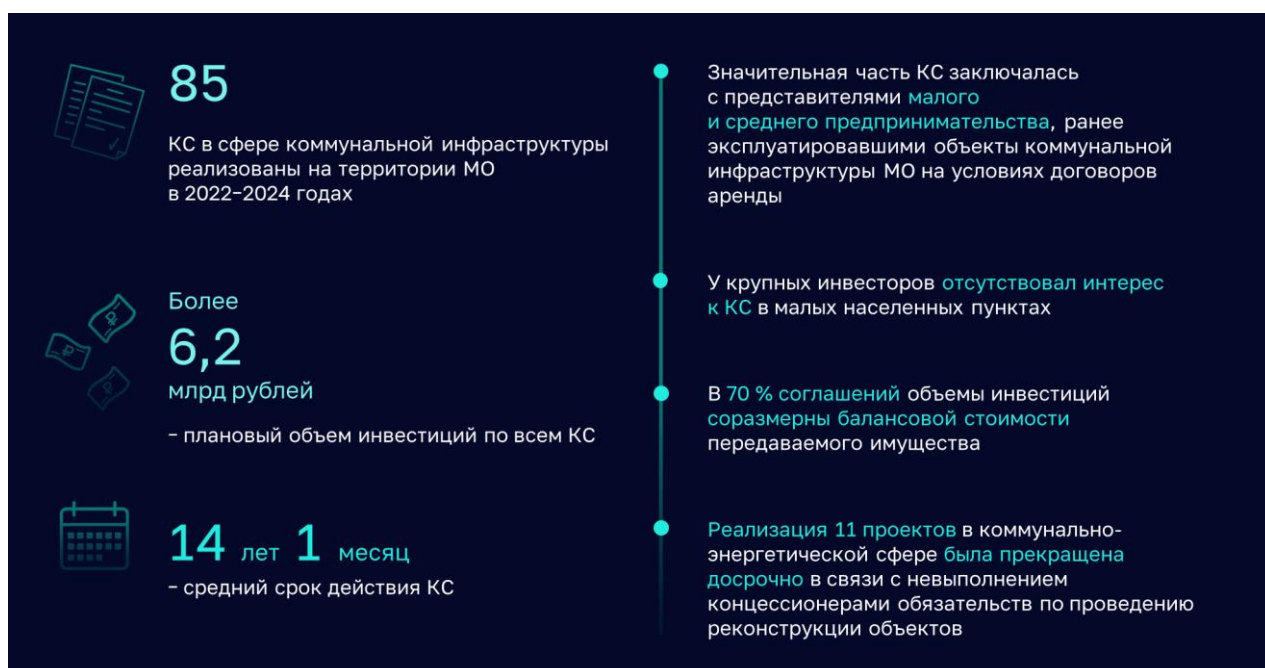 85
КС в сфере коммунальной инфраструктуры
реализованы на территории МО
в 2022–2024 годах
Более
6,2
млрд рублей
– плановый объем инвестиций по всем КС
14 лет 1 месяц
– средний срок действия КС
Значительная часть КС заключалась
с представителями малого
и среднего предпринимательства, ранее
эксплуатировавшими объекты коммунальной
инфраструктуры МО на условиях договоров
аренды
У крупных инвесторов отсутствовал интерес
к КС в малых населенных пунктах
В 70 % соглашений объемы инвестиций
соразмерны балансовой стоимости
передаваемого имущества
Реализация 11 проектов в коммунально-
энергетической сфере была прекращена
досрочно в связи с невыполнением
концессионерами обязательств по проведению
реконструкции объектов